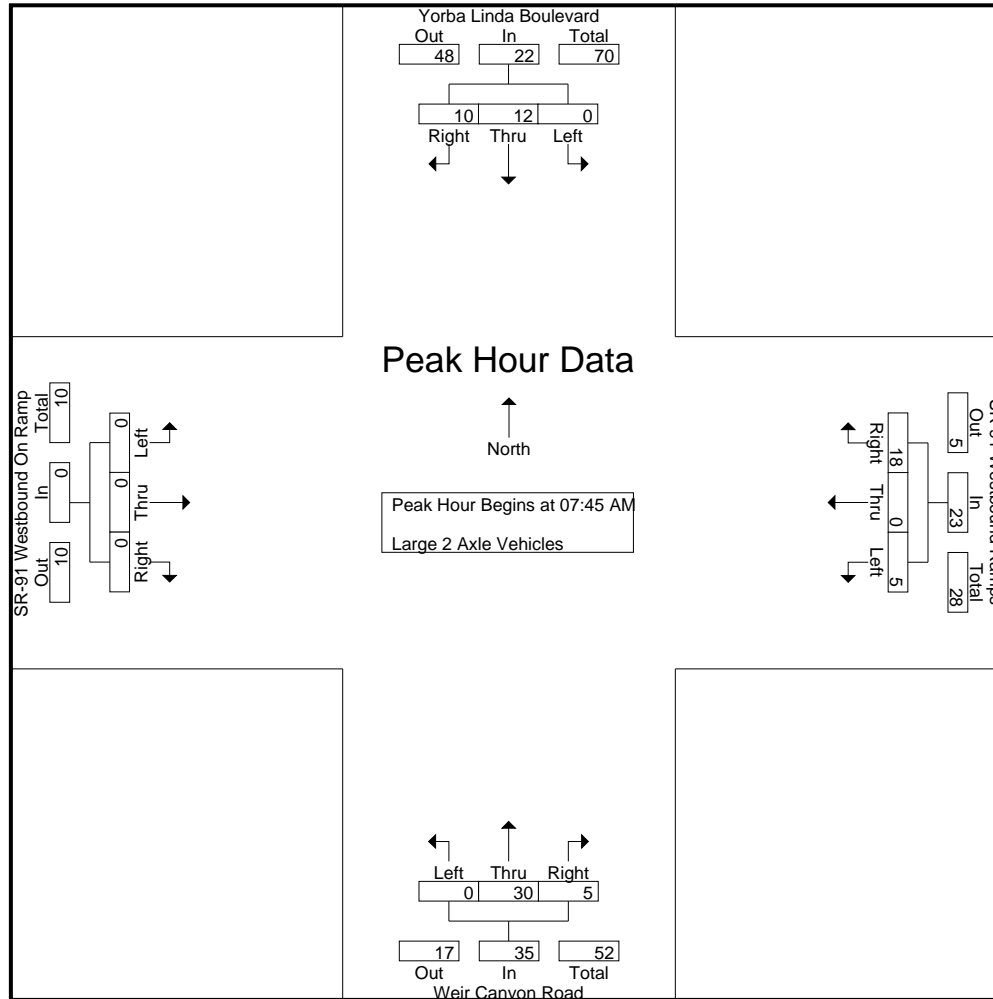 Yorba Linda Boulevard
Out In Total
48 22 70
10 12 0
Right Thru Left
Peak Hour Data
North
Peak Hour Begins at 07:45 AM
Large 2 Axle Vehicles
SR-91 Westbound On Ramp
Out In Total
10 0 10
0 0 0
Left Thru Right
Out In Total
5 23 28
18 0 5
Right Thru Left
Left Thru Right
0 30 5
17 35 52
Out In Total
Weir Canyon Road